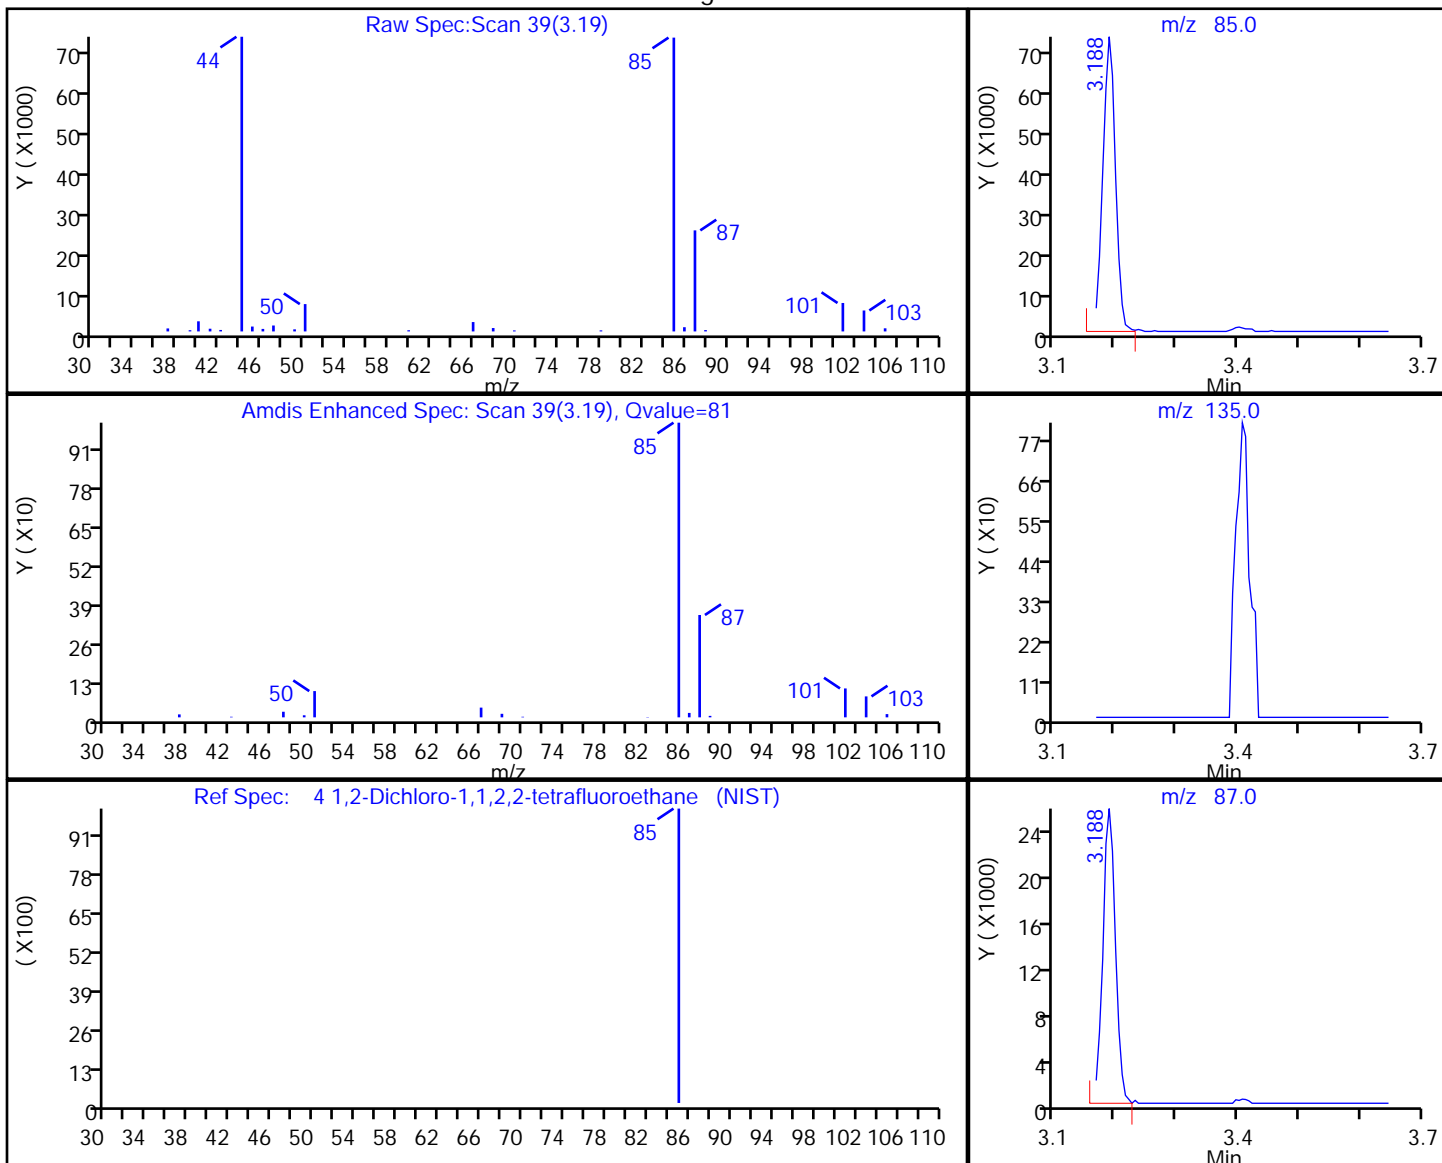 Raw Spec:Scan 39(3.19)
Y ( X1000)
70
60
50
40
30
20
10
0
44
85
87
50
101
103
30 34 38 42 46 50 54 58 62 66 70 74 78 82 86 90 94 98 102 106 110
m/z
m/z 85.0
Y ( X1000)
70
60
50
40
30
20
10
0
3.188
3.1 3.4 3.7
Min
Amdis Enhanced Spec: Scan 39(3.19), Qvalue=81
Y ( X10)
91
78
65
52
39
26
13
0
85
87
50
101
103
30 34 38 42 46 50 54 58 62 66 70 74 78 82 86 90 94 98 102 106 110
m/z
m/z 135.0
Y ( X10)
77
66
55
44
33
22
11
0
3.1 3.4 3.7
Min
Ref Spec: 4 1,2-Dichloro-1,1,2,2-tetrafluoroethane (NIST)
( X100)
91
78
65
52
39
26
13
0
85
30 34 38 42 46 50 54 58 62 66 70 74 78 82 86 90 94 98 102 106 110
m/z 87.0
Y ( X1000)
24
20
16
12
8
4
0
3.188
3.1 3.4 3.7
Min